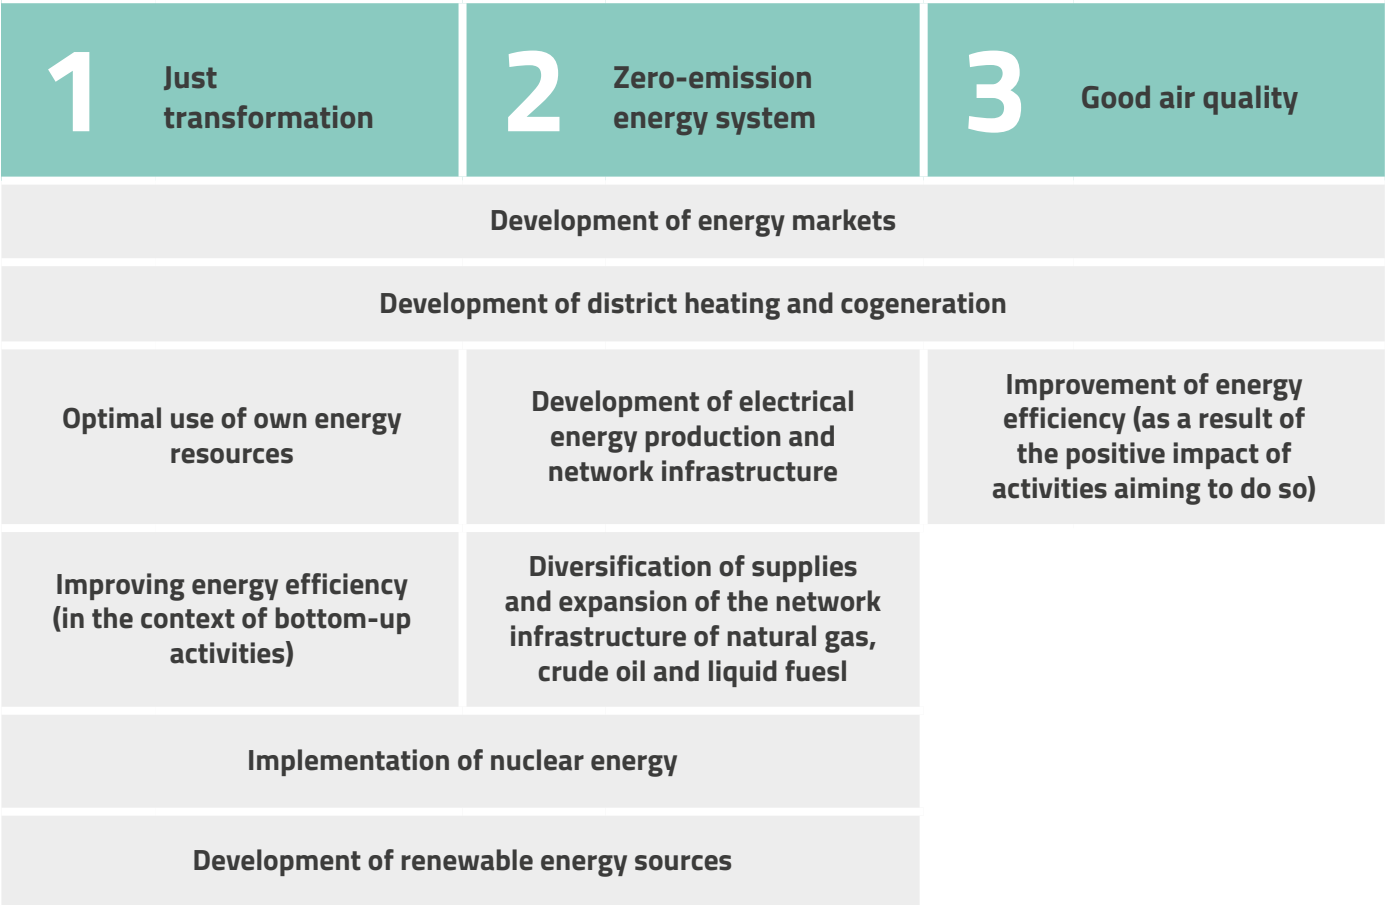 1
Just
transformation
2
Zero-emission
energy system
3
Good air quality
Development of energy markets
Development of district heating and cogeneration
Optimal use of own energy
resources
Development of electrical
energy production and
network infrastructure
Improvement of energy
efficiency (as a result of
the positive impact of
activities aiming to do so)
Improving energy efficiency
(in the context of bottom-up
activities)
Diversification of supplies
and expansion of the network
infrastructure of natural gas,
crude oil and liquid fuesl
Implementation of nuclear energy
Development of renewable energy sources